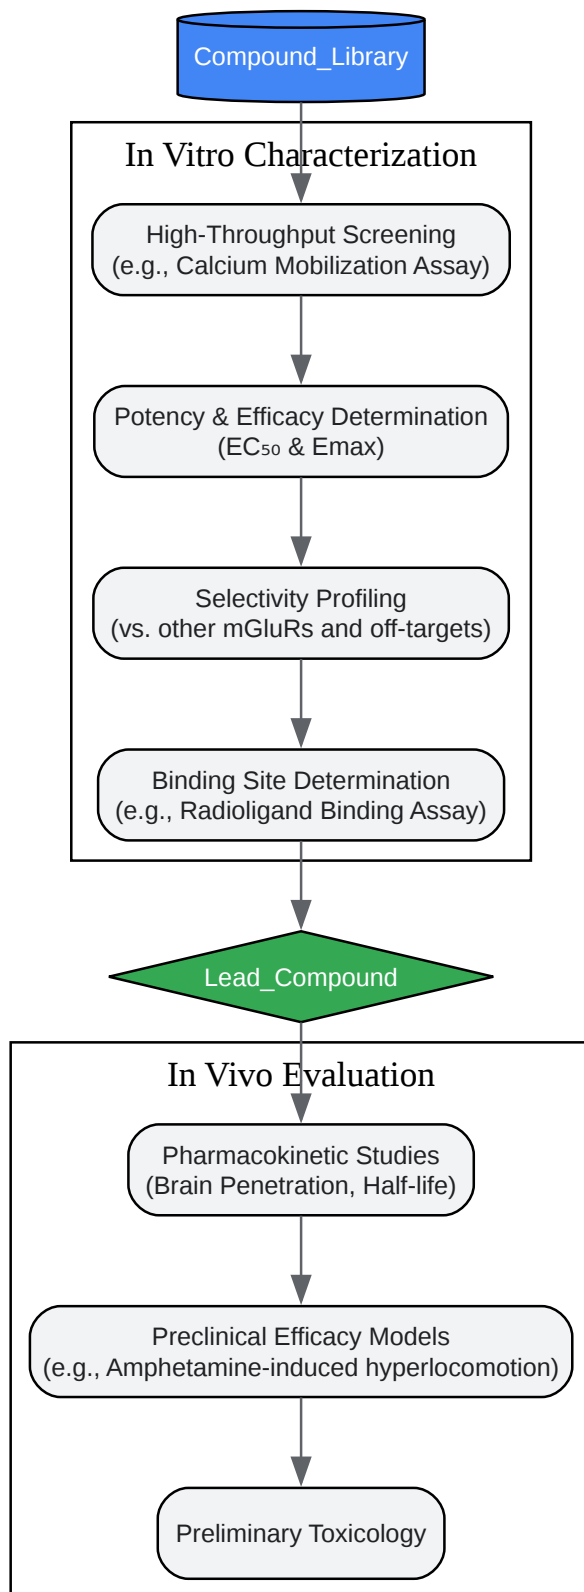 Compound_Library
In Vitro Characterization
High-Throughput Screening
(e.g., Calcium Mobilization Assay)
Potency & Efficacy Determination
(EC₅₀ & Emax)
Selectivity Profiling
(vs. other mGluRs and off-targets)
Binding Site Determination
(e.g., Radioligand Binding Assay)
Lead_Compound
In Vivo Evaluation
Pharmacokinetic Studies
(Brain Penetration, Half-life)
Preclinical Efficacy Models
(e.g., Amphetamine-induced hyperlocomotion)
Preliminary Toxicology